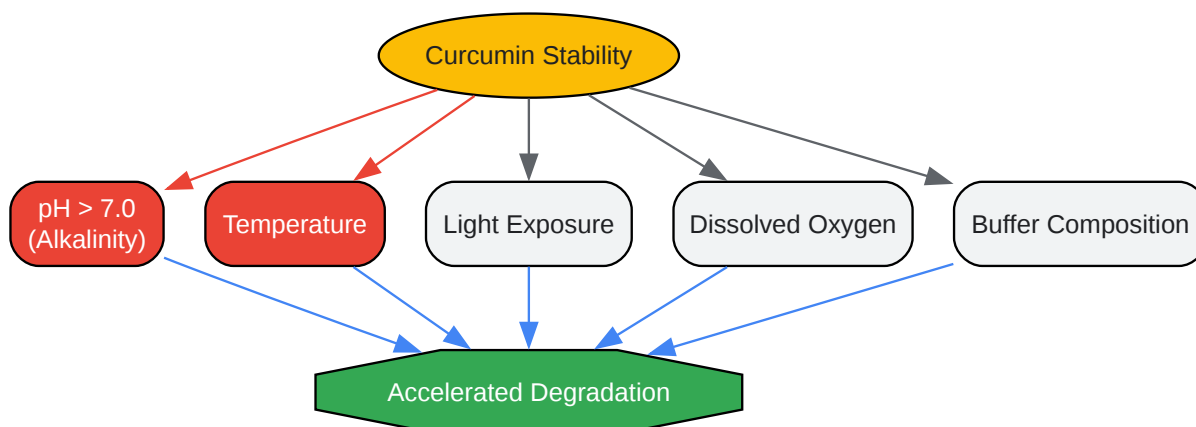 Curcumin Stability
pH > 7.0
(Alkalinity)
Temperature
Light Exposure
Dissolved Oxygen
Buffer Composition
Accelerated Degradation